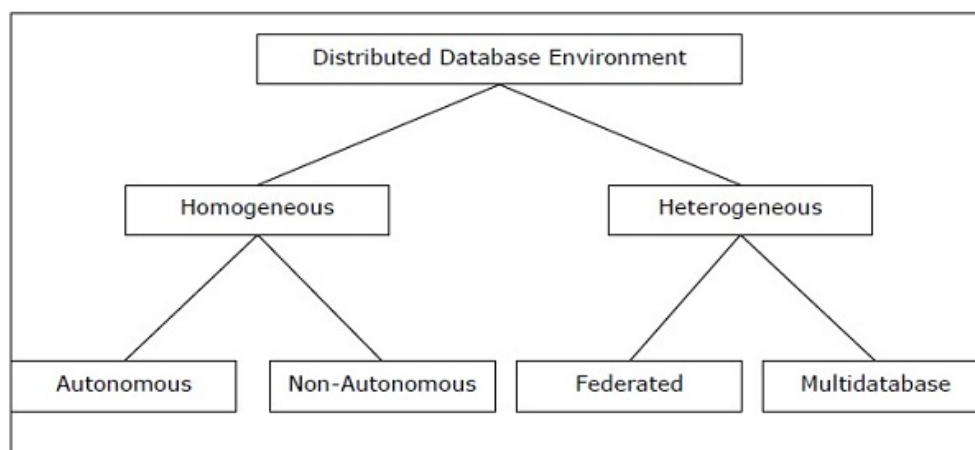 Distributed Database Environment
Homogeneous
Heterogeneous
Autonomous
Non-Autonomous
Federated
Multidatabase